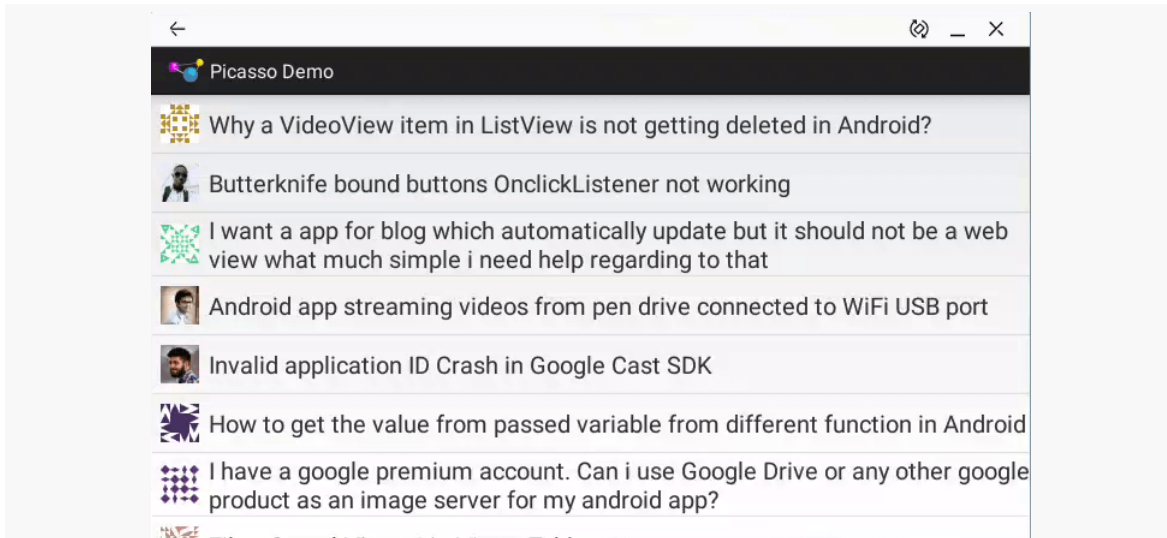 Picasso Demo
Why a VideoView item in ListView is not getting deleted in Android?
Butterknife bound buttons OnclickListener not working
I want a app for blog which automatically update but it should not be a web
view what much simple i need help regarding to that
Android app streaming videos from pen drive connected to WiFi USB port
Invalid application ID Crash in Google Cast SDK
How to get the value from passed variable from different function in Android
I have a google premium account. Can i use Google Drive or any other google
product as an image server for my android app?